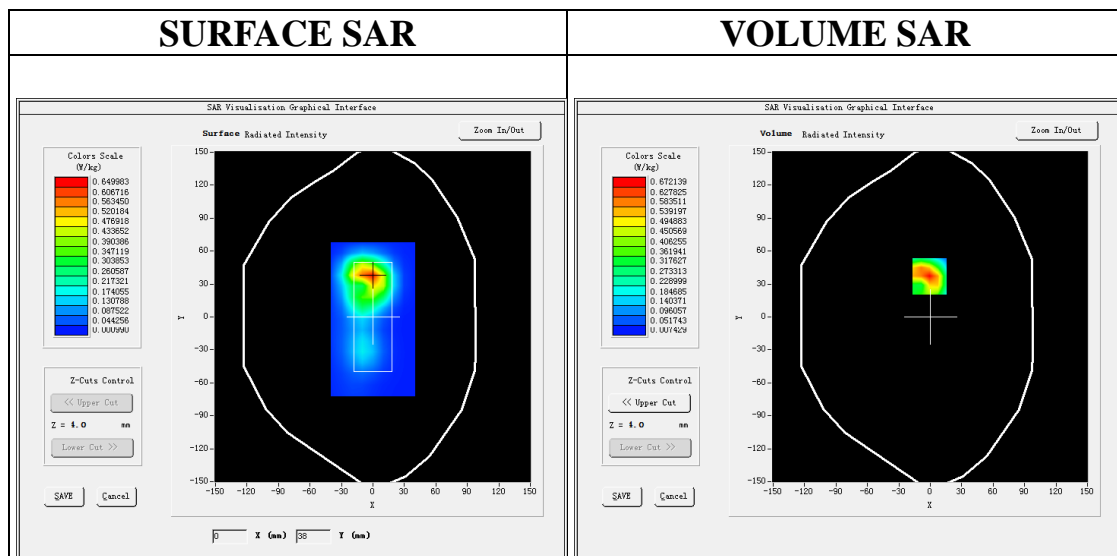 SURFACE SAR
VOLUME SAR
SAR Visualisation Graphical Interface
Surface Radiated Intensity
Zoom In/Out
Colors Scale
(W/kg)
0.649983
0.606716
0.563450
0.520184
0.476918
0.433652
0.390386
0.347119
0.303853
0.260587
0.217321
0.174055
0.130788
0.087522
0.044256
0.000990
Z-Cuts Control
<< Upper Cut
Z = 4.0 mm
Lower Cut >>
SAVE Cancel
150
120
90
60
30
0
-30
-60
-90
-120
-150
Y
-150 -120 -90 -60 -30 0 30 60 90 120 150
X
0 X (mm) 38 Y (mm)
SAR Visualisation Graphical Interface
Volume Radiated Intensity
Zoom In/Out
Colors Scale
(W/kg)
0.672139
0.627825
0.583511
0.539197
0.494883
0.450569
0.406255
0.361941
0.317627
0.273313
0.228999
0.184685
0.140371
0.096057
0.051743
0.007429
Z-Cuts Control
<< Upper Cut
Z = 4.0 mm
Lower Cut >>
SAVE Cancel
150
120
90
60
30
0
-30
-60
-90
-120
-150
Y
-150 -120 -90 -60 -30 0 30 60 90 120 150
X